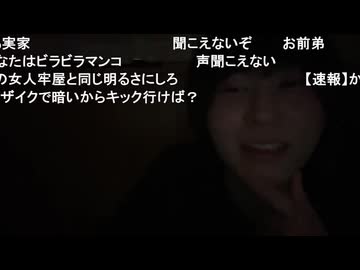 実家 聞こえないぞ お前弟
なたはビラビラマンコ 声聞こえない
の女人牢屋と同じ明るさにしろ 【速報】か
ザイクで暗いからキック行けば？